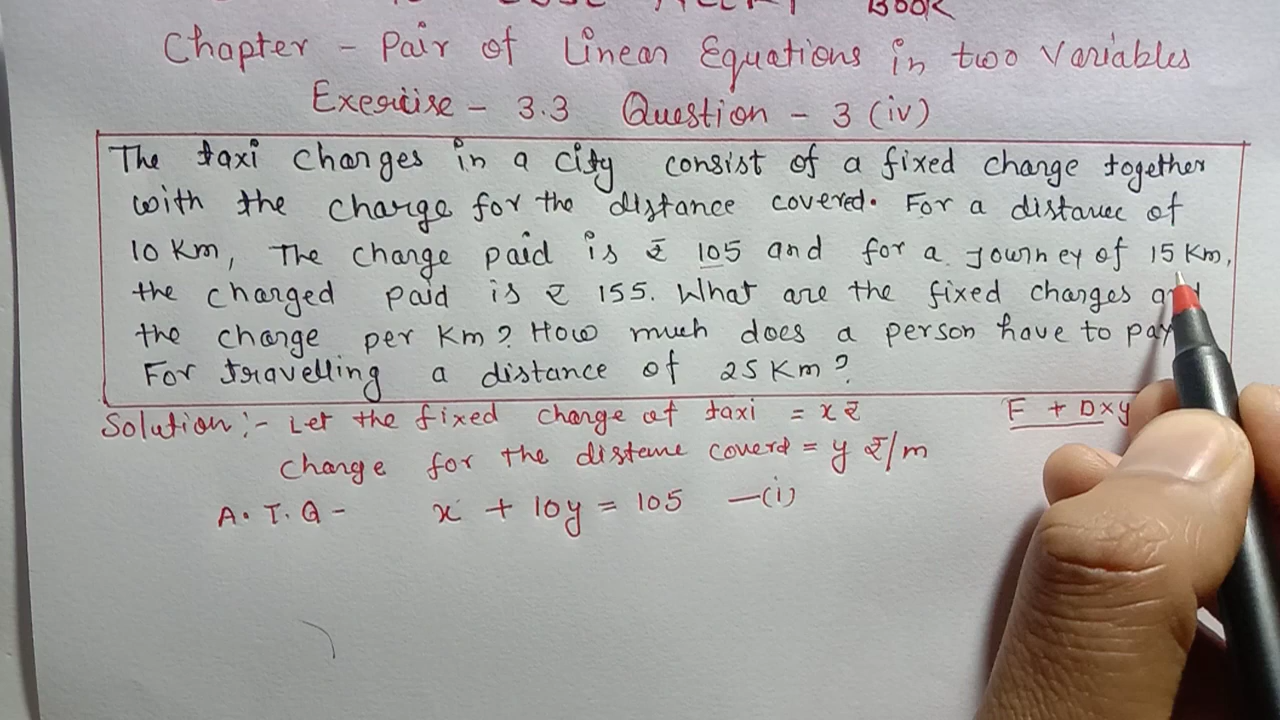 Book
Chapter - Pair of Linear Equations in two Variables
Exercise - 3.3 Question - 3 (iv)
The taxi charges in a city consist of a fixed charge together
with the charge for the distance covered. For a distance of
10 Km, The charge paid is ₹ 105 and for a Journey of 15 Km,
the charged paid is ₹ 155. What are the fixed charges
the charge per Km? How much does a person have to pay
For travelling a distance of 25 Km?
Solution :- Let the fixed charge of taxi = x ₹ F + D×y
Charge for the distance coverd = y ₹/m
A.T.Q - x + 10y = 105 —(i)